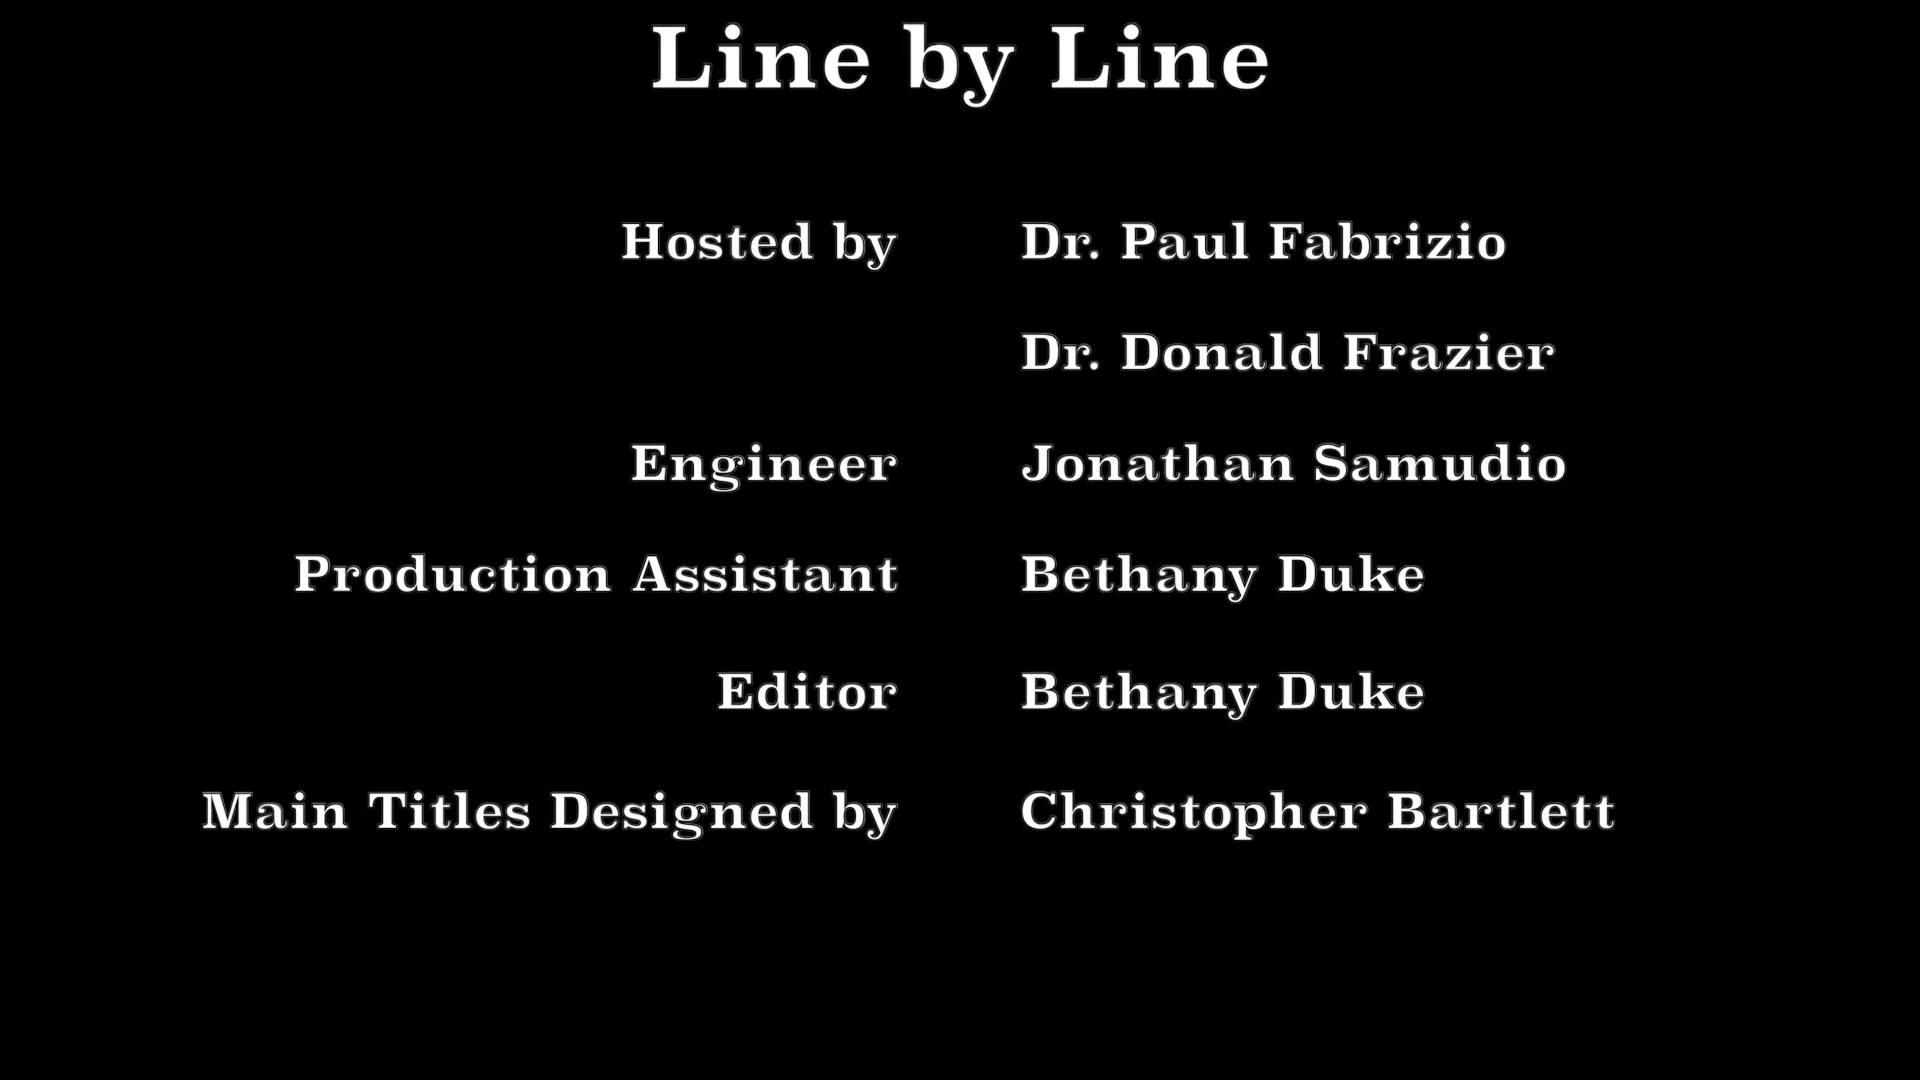 Line by Line
Hosted by Dr. Paul Fabrizio
Dr. Donald Frazier
Engineer Jonathan Samudio
Production Assistant Bethany Duke
Editor Bethany Duke
Main Titles Designed by Christopher Bartlett